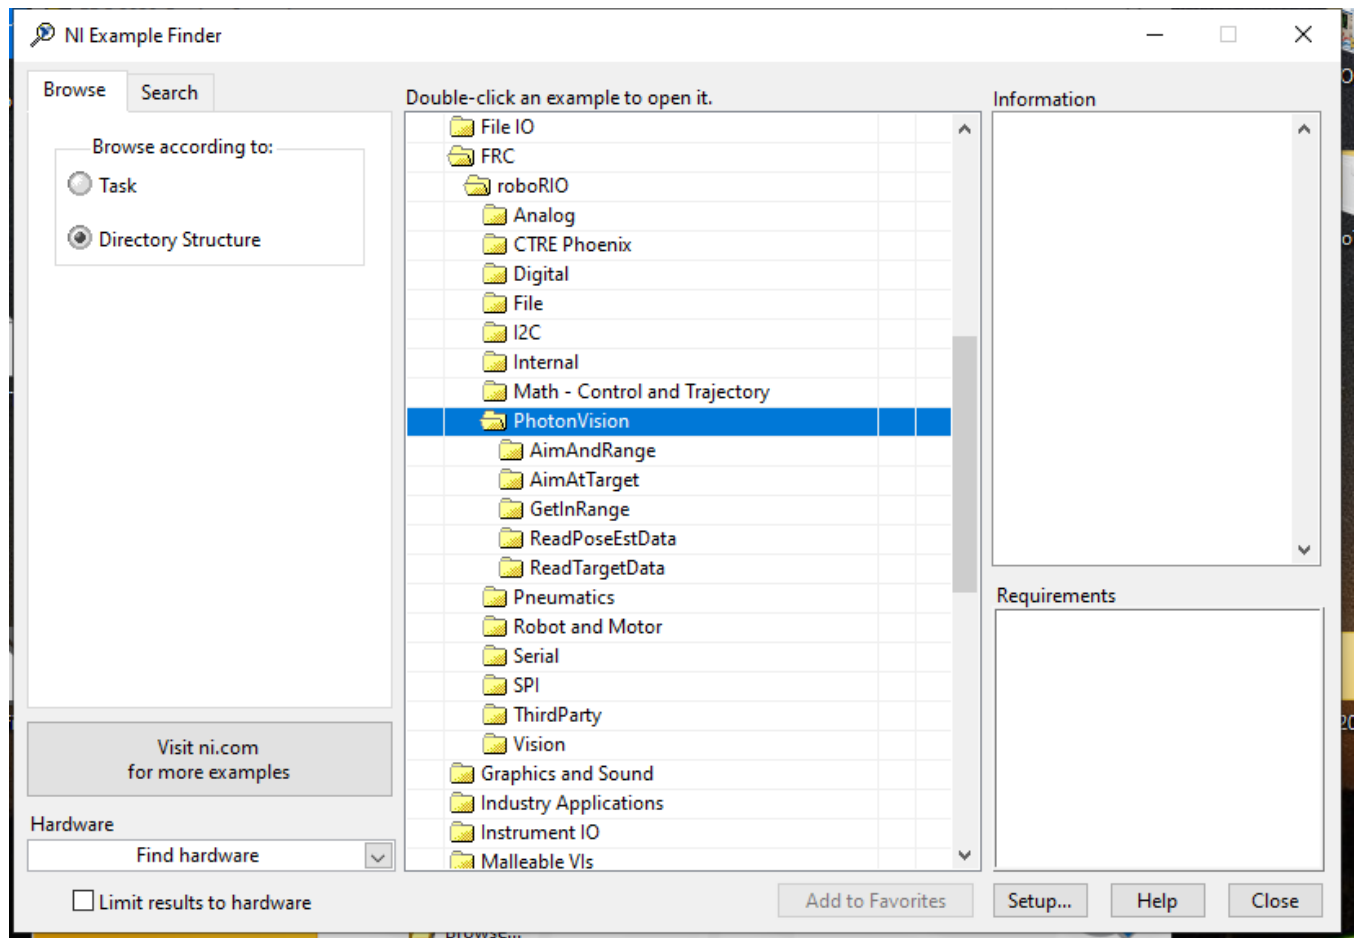 NI Example Finder
Browse
Search
Browse according to:
Task
Directory Structure
Visit ni.com
for more examples
Hardware
Find hardware
Limit results to hardware
Double-click an example to open it.
File IO
FRC
roboRIO
Analog
CTRE Phoenix
Digital
File
I2C
Internal
Math - Control and Trajectory
PhotonVision
AimAndRange
AimAtTarget
GetInRange
ReadPoseEstData
ReadTargetData
Pneumatics
Robot and Motor
Serial
SPI
ThirdParty
Vision
Graphics and Sound
Industry Applications
Instrument IO
Malleable VIs
Information
Requirements
Add to Favorites
Setup...
Help
Close
Browse...